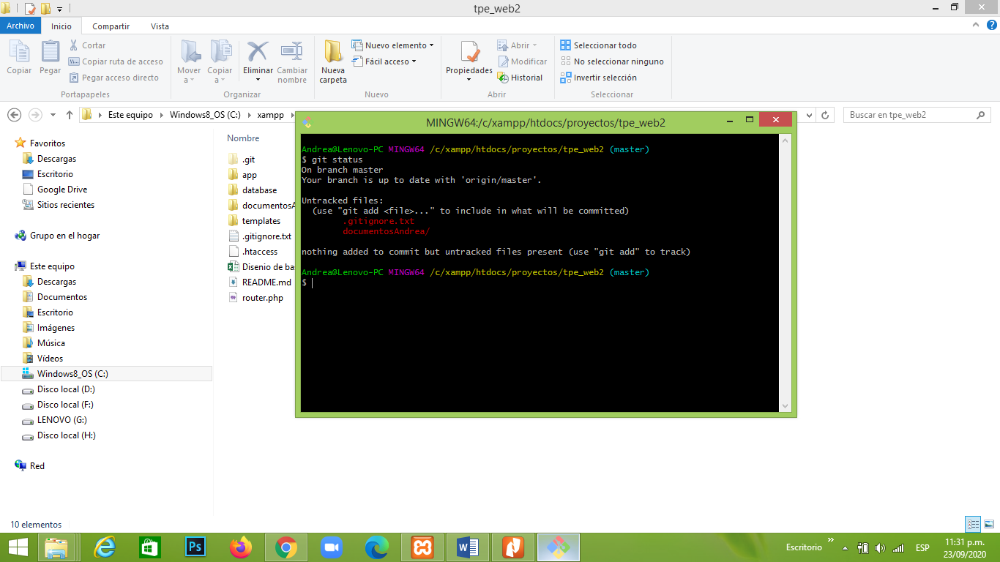 tpe_web2
Archivo
Inicio
Compartir
Vista
Copiar
Pegar
Cortar
Copiar ruta de acceso
Pegar acceso directo
Portapapeles
Mover a
Copiar a
Eliminar
Cambiar nombre
Organizar
Nueva carpeta
Nuevo elemento
Fácil acceso
Nuevo
Propiedades
Abrir
Modificar
Historial
Abrir
Seleccionar todo
No seleccionar ninguno
Invertir selección
Seleccionar
Este equipo
Windows8_OS (C:)
xampp
Buscar en tpe_web2
Favoritos
Descargas
Escritorio
Google Drive
Sitios recientes
Grupo en el hogar
Este equipo
Descargas
Documentos
Escritorio
Imágenes
Música
Vídeos
Windows8_OS (C:)
Disco local (D:)
Disco local (F:)
LENOVO (G:)
Disco local (H:)
Red
Nombre
.git
app
database
documentosA
templates
.gitignore.txt
.htaccess
Disenio de ba
README.md
router.php
MINGW64:/c/xampp/htdocs/proyectos/tpe_web2
Andrea@Lenovo-PC MINGW64 /c/xampp/htdocs/proyectos/tpe_web2 (master)
$ git status
On branch master
Your branch is up to date with 'origin/master'.
Untracked files:
(use "git add <file>..." to include in what will be committed)
.gitignore.txt
documentosAndrea/
nothing added to commit but untracked files present (use "git add" to track)
Andrea@Lenovo-PC MINGW64 /c/xampp/htdocs/proyectos/tpe_web2 (master)
$
10 elementos
Ps
Escritorio
ESP
11:31 p.m.
23/09/2020